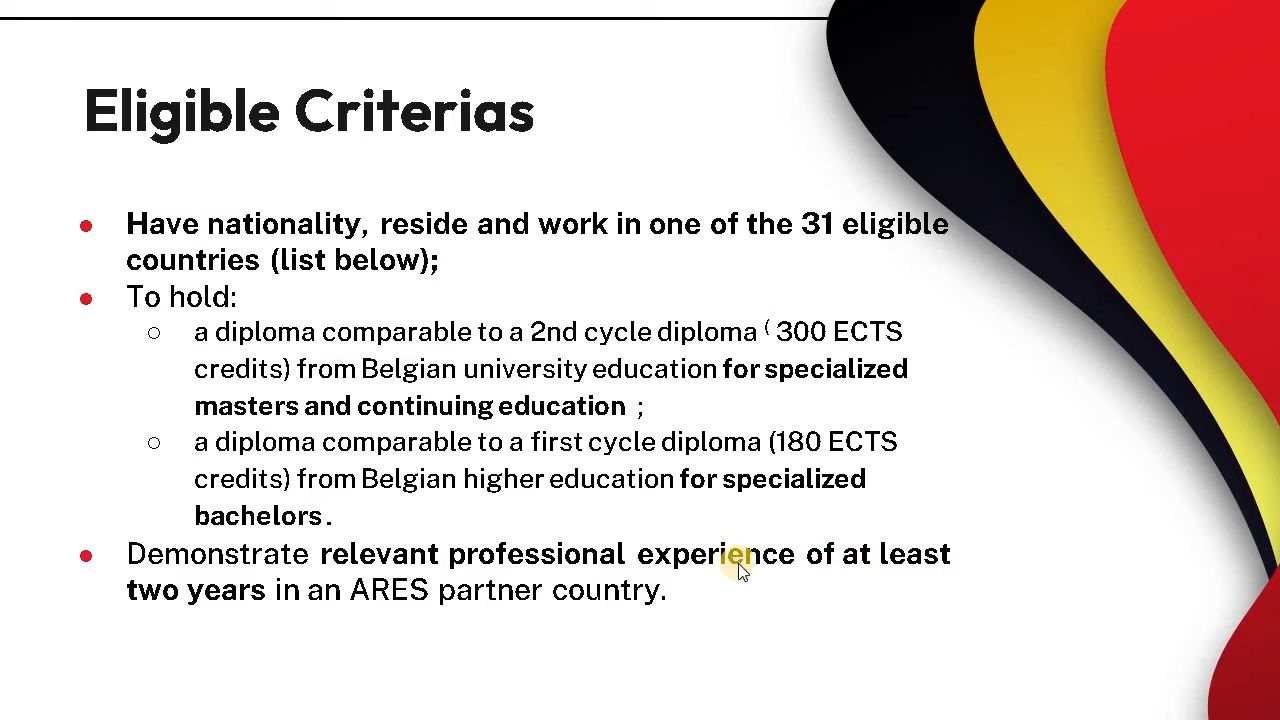 Eligible Criterias
● Have nationality, reside and work in one of the 31 eligible
countries (list below);
● To hold:
○ a diploma comparable to a 2nd cycle diploma ( 300 ECTS
credits) from Belgian university education for specialized
masters and continuing education ;
○ a diploma comparable to a first cycle diploma (180 ECTS
credits) from Belgian higher education for specialized
bachelors.
● Demonstrate relevant professional experience of at least
two years in an ARES partner country.